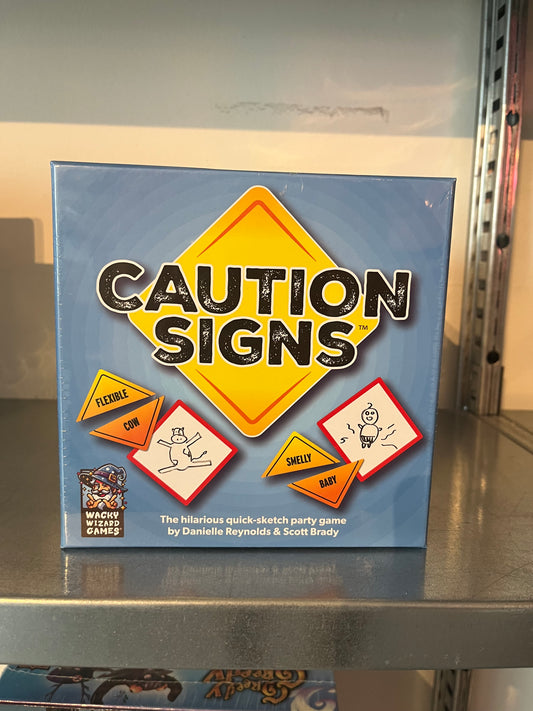 CAUTION
SIGNS™
FLEXIBLE
COW
SMELLY
BABY
WACKY
WIZARD
GAMES
The hilarious quick-sketch party game
by Danielle Reynolds & Scott Brady